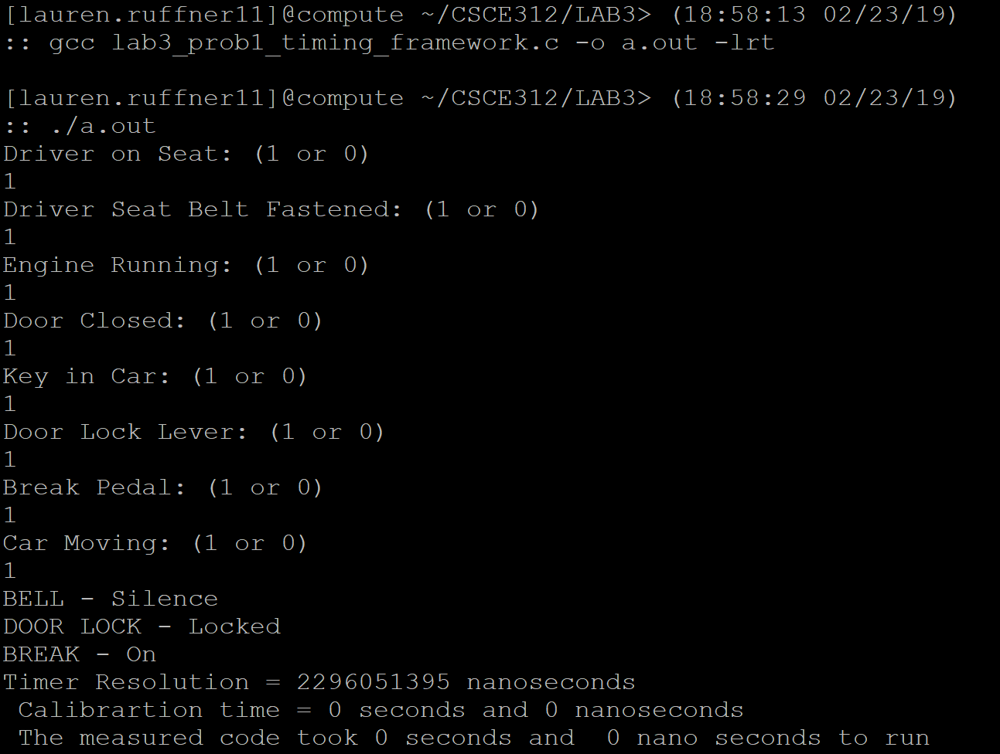 [lauren.ruffner11]@compute ~/CSCE312/LAB3> (18:58:13 02/23/19)
:: gcc lab3_prob1_timing_framework.c -o a.out -lrt
[lauren.ruffner11]@compute ~/CSCE312/LAB3> (18:58:29 02/23/19)
:: ./a.out
Driver on Seat: (1 or 0)
1
Driver Seat Belt Fastened: (1 or 0)
1
Engine Running: (1 or 0)
1
Door Closed: (1 or 0)
1
Key in Car: (1 or 0)
1
Door Lock Lever: (1 or 0)
1
Break Pedal: (1 or 0)
1
Car Moving: (1 or 0)
1
BELL - Silence
DOOR LOCK - Locked
BREAK - On
Timer Resolution = 2296051395 nanoseconds
 Calibrartion time = 0 seconds and 0 nanoseconds
 The measured code took 0 seconds and  0 nano seconds to run